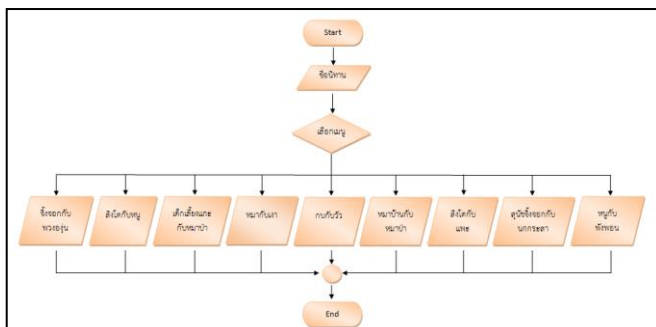 Start
ชื่อนิทาน
เลือกเมนู
จิ้งจอกกับ
พวงองุ่น
สิงโตกับหนู
เด็กเลี้ยงแกะ
กับหมาป่า
หมากับเงา
กบกับวัว
หมาบ้านกับ
หมาป่า
สิงโตกับ
แพะ
สุนัขจิ้งจอกกับ
นกกระสา
หนูกับ
พังพอน
End